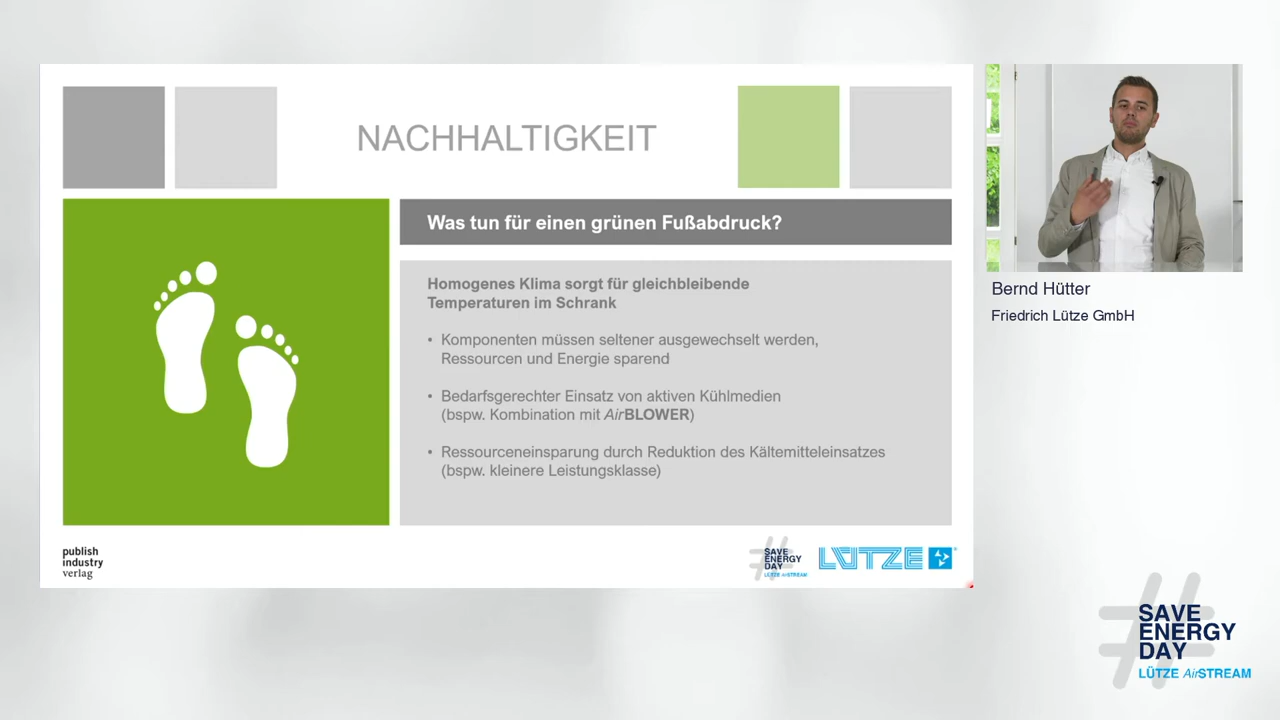 NACHHALTIGKEIT
Was tun für einen grünen Fußabdruck?
Homogenes Klima sorgt für gleichbleibende
Temperaturen im Schrank
• Komponenten müssen seltener ausgewechselt werden,
Ressourcen und Energie sparend
• Bedarfsgerechter Einsatz von aktiven Kühlmedien
(bspw. Kombination mit AirBLOWER)
• Ressourceneinsparung durch Reduktion des Kältemitteleinsatzes
(bspw. kleinere Leistungsklasse)
publish
industry
verlag
#
SAVE
ENERGY
DAY
LÜTZE AirSTREAM
LÜTZE
Bernd Hütter
Friedrich Lütze GmbH
#
SAVE
ENERGY
DAY
LÜTZE AirSTREAM